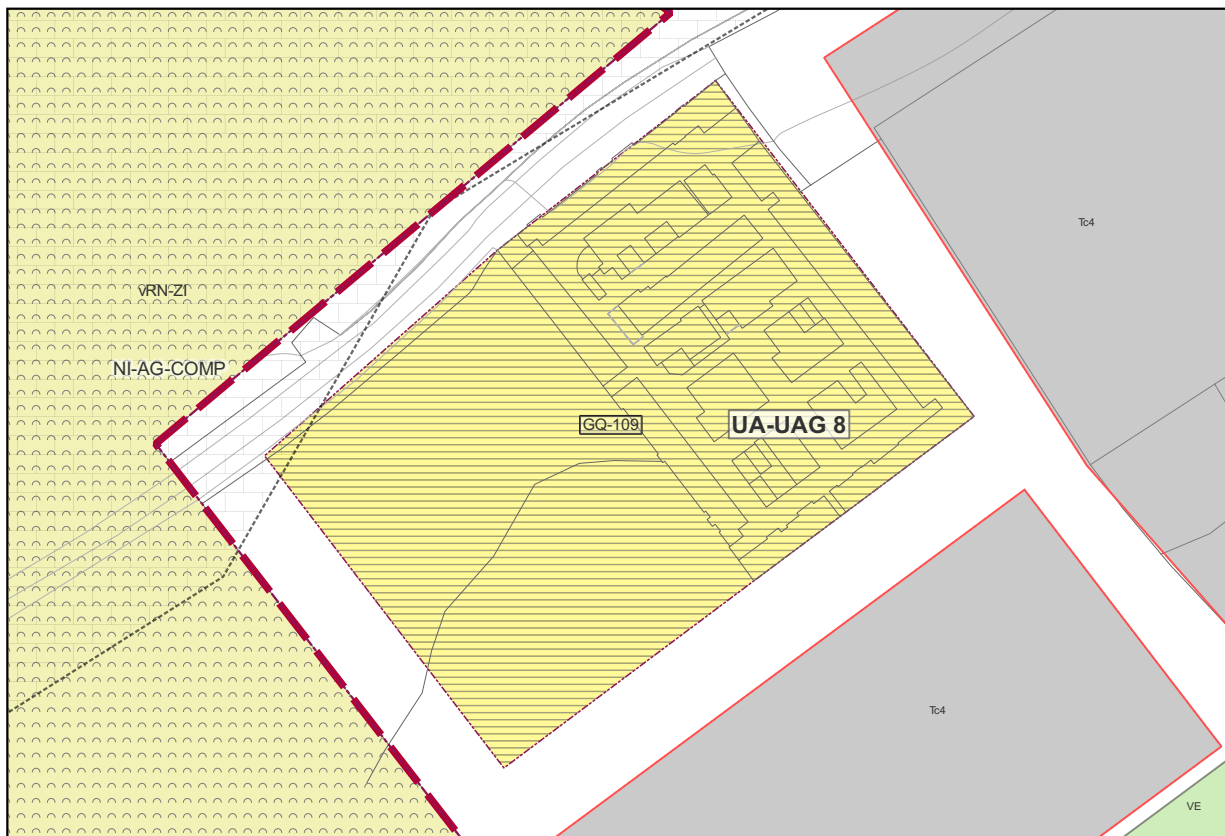 Tc4
vRN-ZI
NI-AG-COMP
GQ-109
UA-UAG 8
Tc4
VE